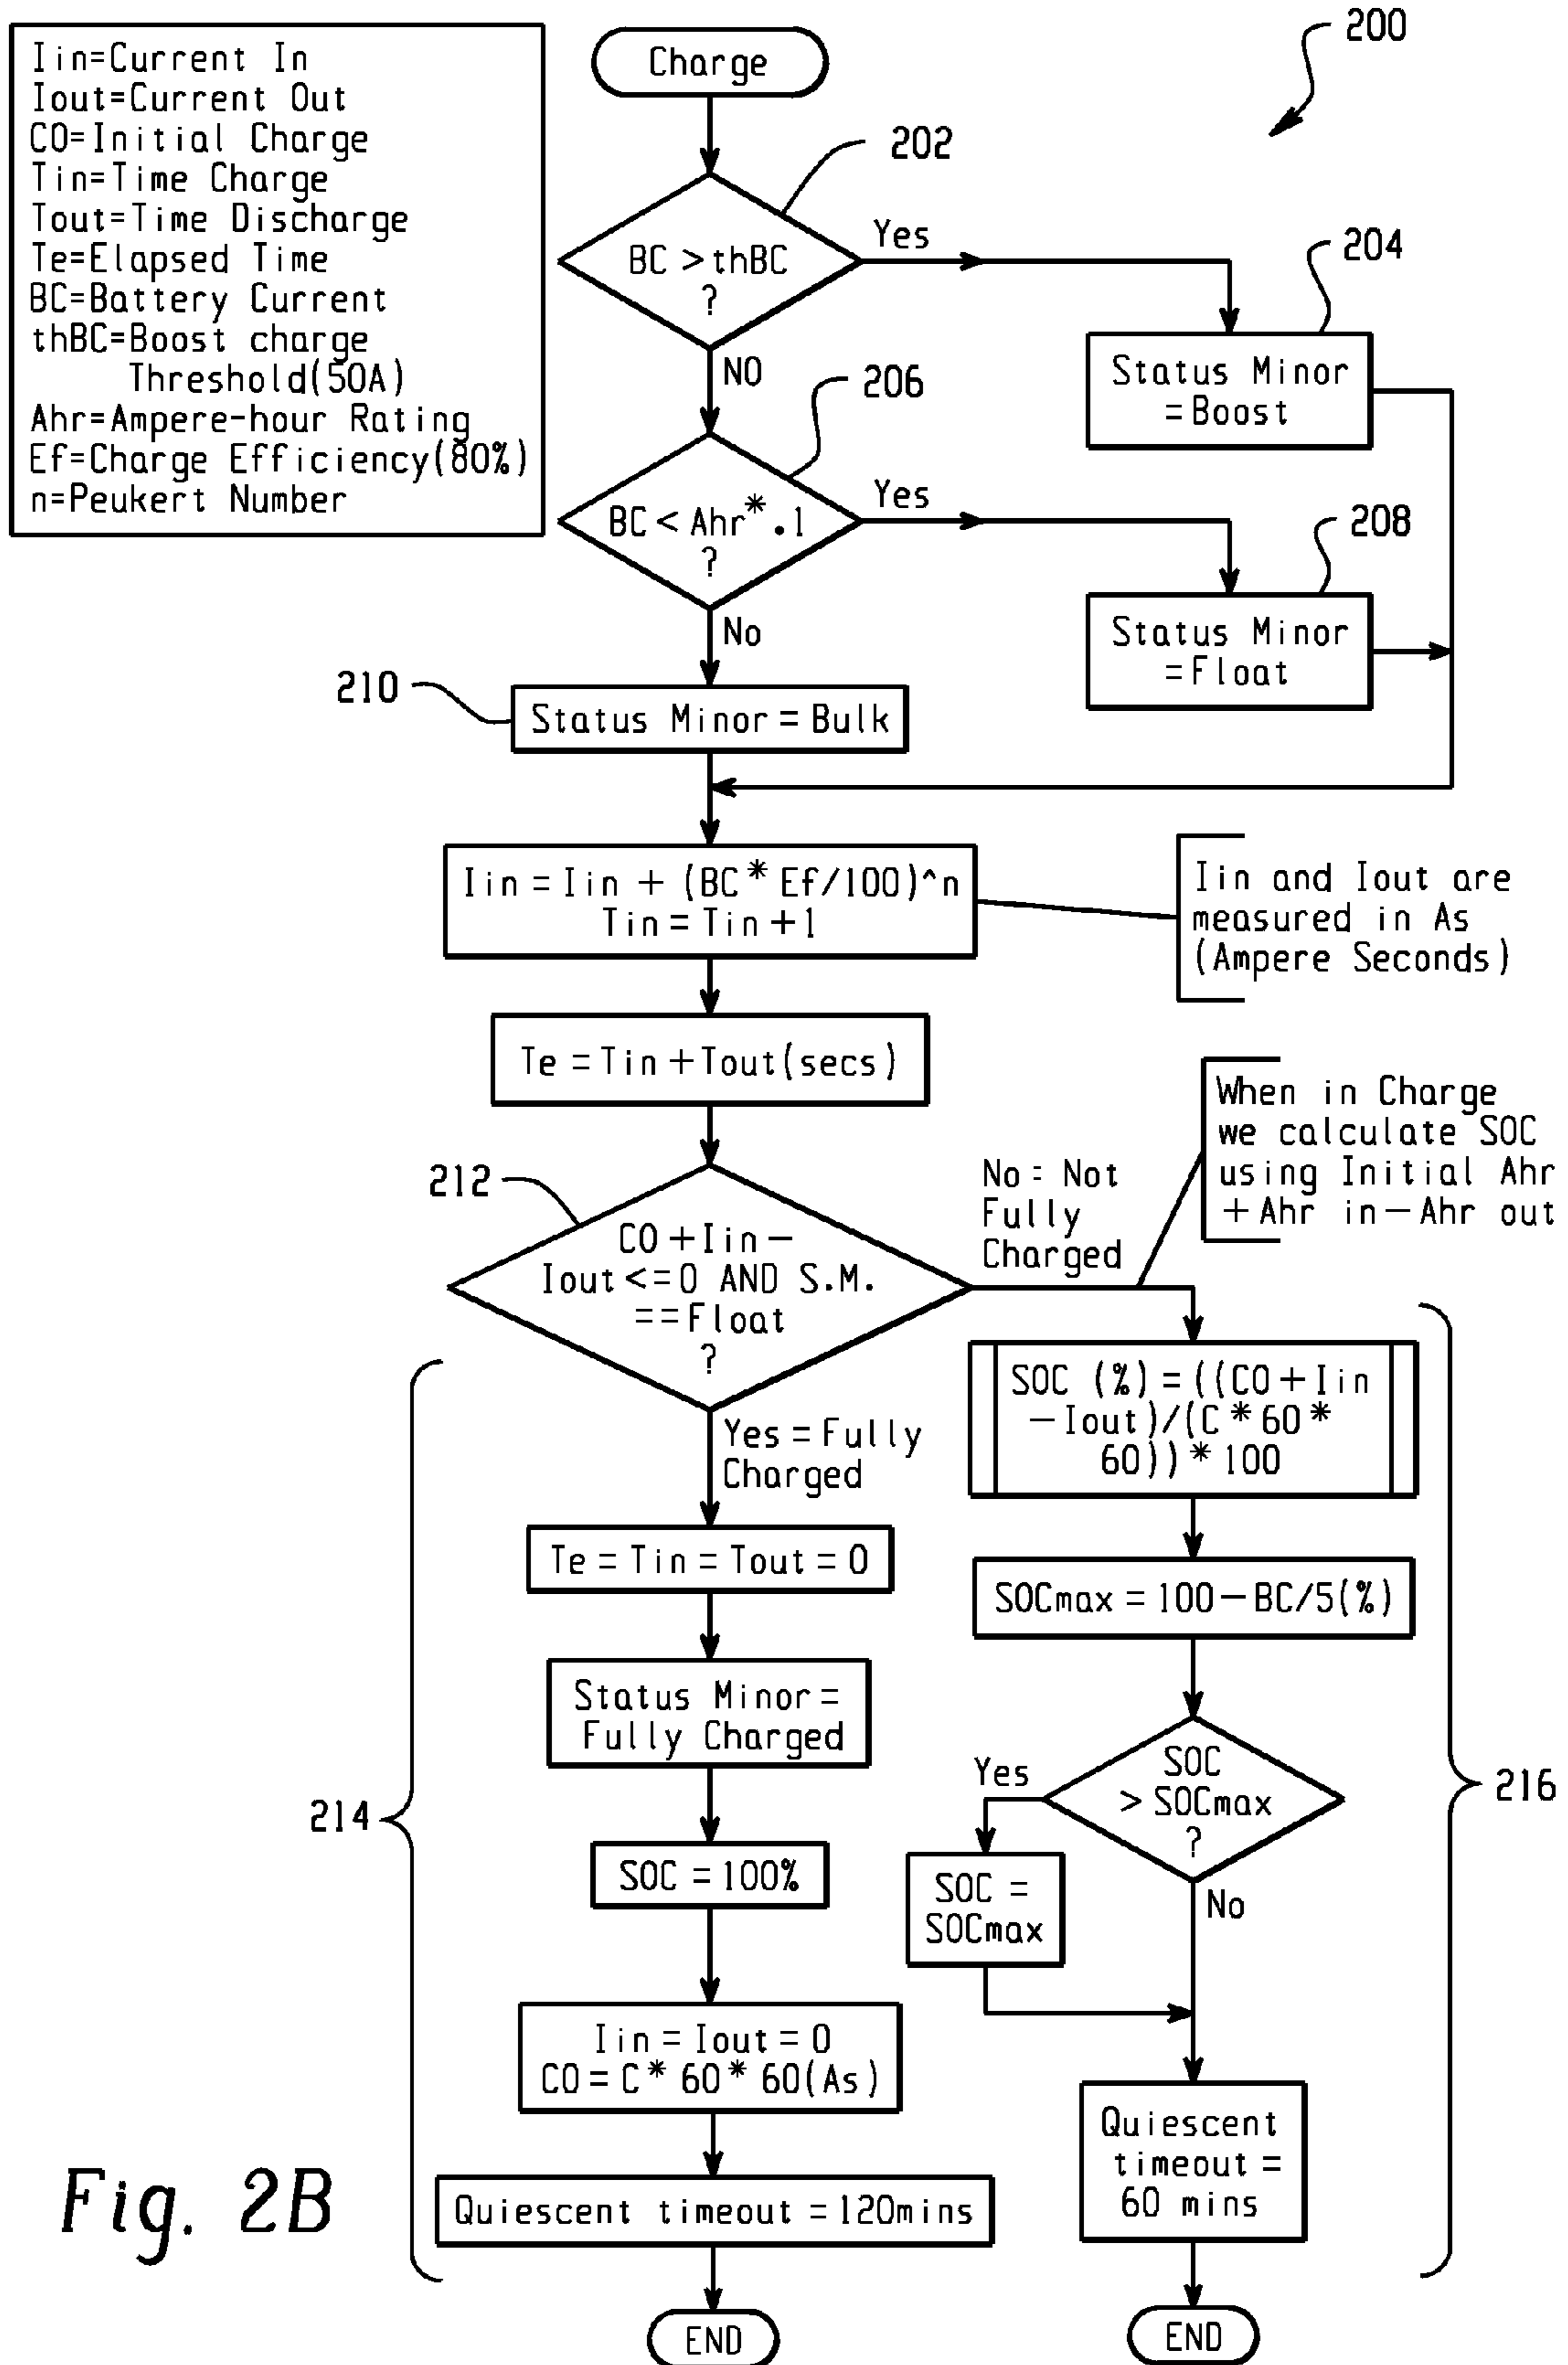 Iin=Current In
Iout=Current Out
CO=Initial Charge
Tin=Time Charge
Tout=Time Discharge
Te=Elapsed Time
BC=Battery Current
thBC=Boost charge
Threshold(50A)
Ahr=Ampere-hour Rating
Ef=Charge Efficiency(80%)
n=Peukert Number
Charge
200
202
BC > thBC
?
Yes
204
Status Minor
= Boost
NO
206
BC < Ahr*.1
?
Yes
208
Status Minor
= Float
No
210
Status Minor = Bulk
Iin = Iin + (BC * Ef/100)^n
Tin = Tin + 1
Iin and Iout are
measured in As
(Ampere Seconds)
Te = Tin + Tout(secs)
When in Charge
we calculate SOC
using Initial Ahr
+ Ahr in - Ahr out
212
CO + Iin -
Iout <= 0 AND S.M.
== Float
?
No = Not
Fully
Charged
Yes = Fully
Charged
214
Te = Tin = Tout = 0
Status Minor =
Fully Charged
SOC = 100%
Iin = Iout = 0
CO = C * 60 * 60(As)
Quiescent timeout = 120mins
END
216
SOC (%) = ((CO + Iin
- Iout)/(C * 60 *
60)) * 100
SOCmax = 100 - BC/5(%)
SOC
> SOCmax
?
Yes
SOC =
SOCmax
No
Quiescent
timeout =
60 mins
END
Fig. 2B